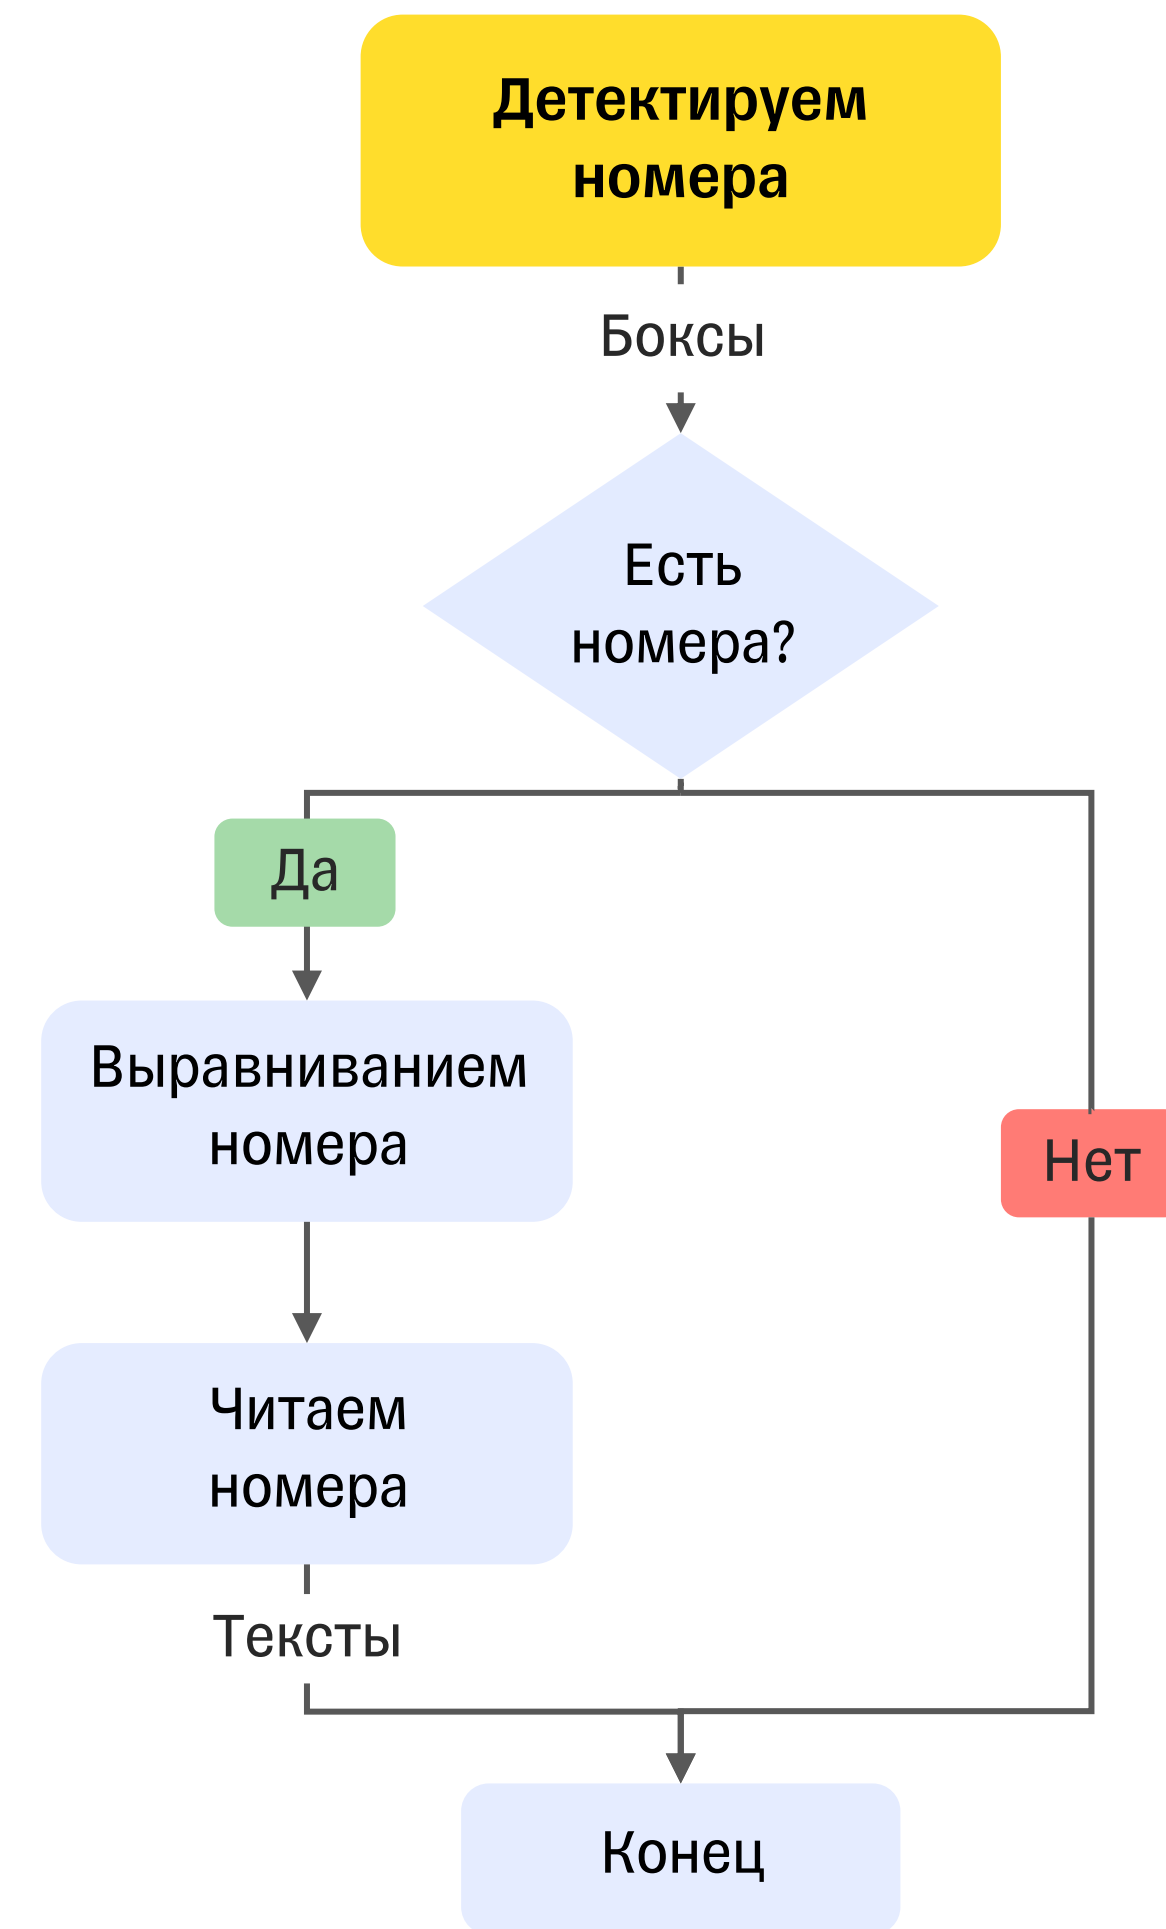 Детектируем
номера
Боксы
Есть
номера?
Да
Выравниванием
номера
Нет
Читаем
номера
Тексты
Конец